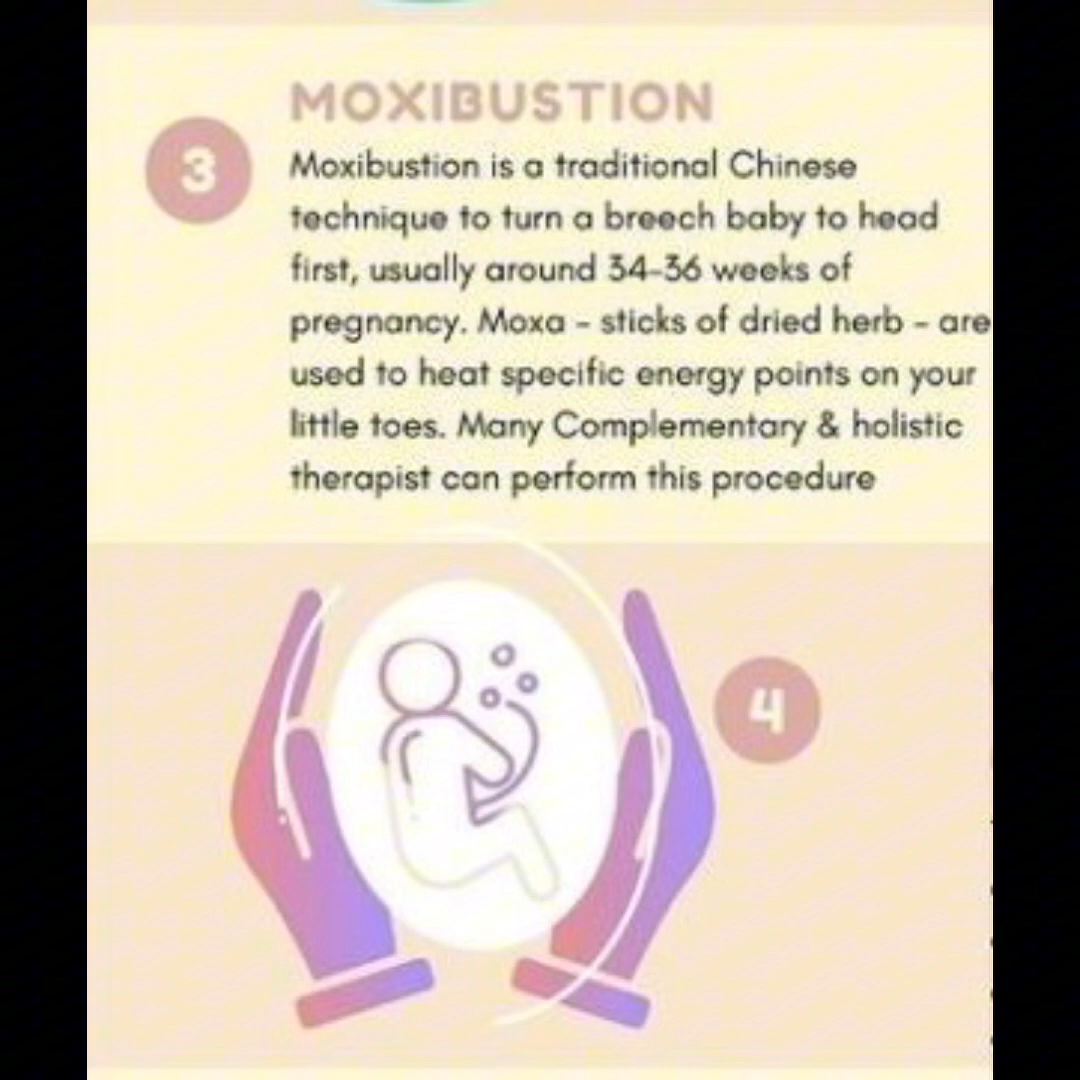 3
MOXIBUSTION
Moxibustion is a traditional Chinese
technique to turn a breech baby to head
first, usually around 34-36 weeks of
pregnancy. Moxa - sticks of dried herb - are
used to heat specific energy points on your
little toes. Many Complementary & holistic
therapist can perform this procedure
4